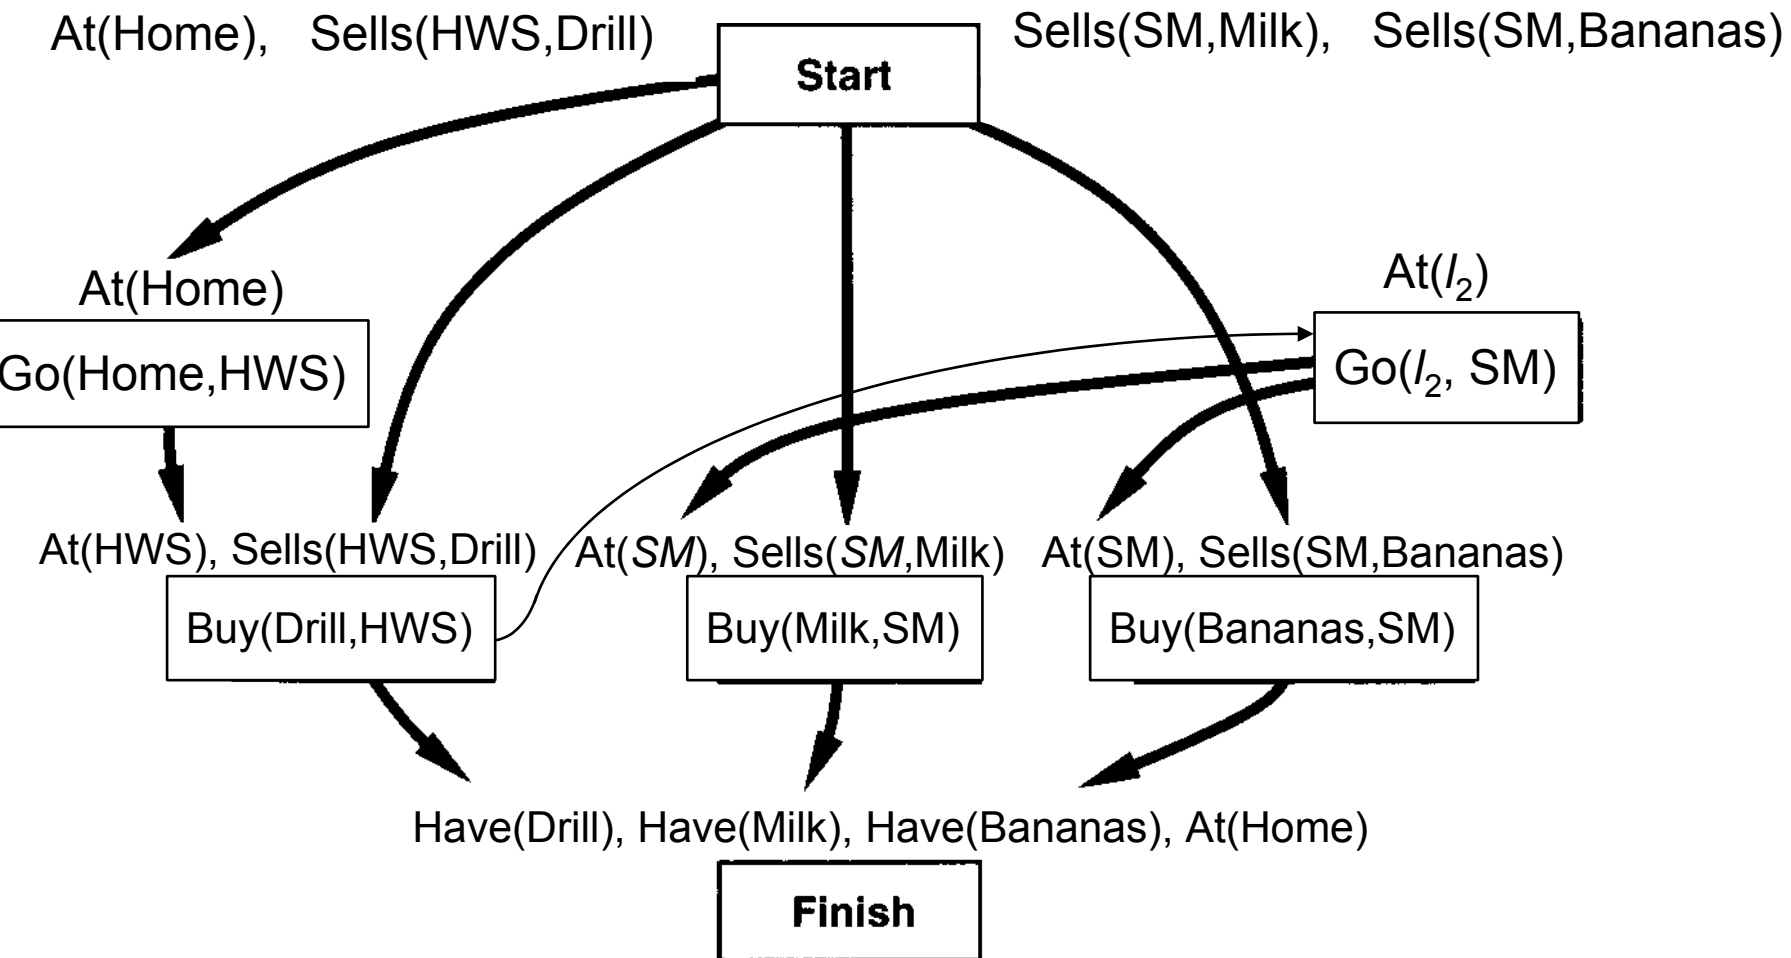 At(Home), Sells(HWS,Drill)
Start
Sells(SM,Milk), Sells(SM,Bananas)
At(Home)
Go(Home,HWS)
At(l₂)
Go(l₂, SM)
At(HWS), Sells(HWS,Drill)
At(SM), Sells(SM,Milk)
At(SM), Sells(SM,Bananas)
Buy(Drill,HWS)
Buy(Milk,SM)
Buy(Bananas,SM)
Have(Drill), Have(Milk), Have(Bananas), At(Home)
Finish